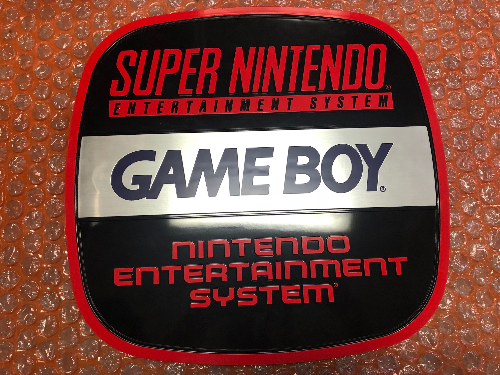 SUPER NINTENDO®
ENTERTAINMENT SYSTEM
GAME BOY®
NINTENDO
ENTERTAINMENT
SYSTEM®